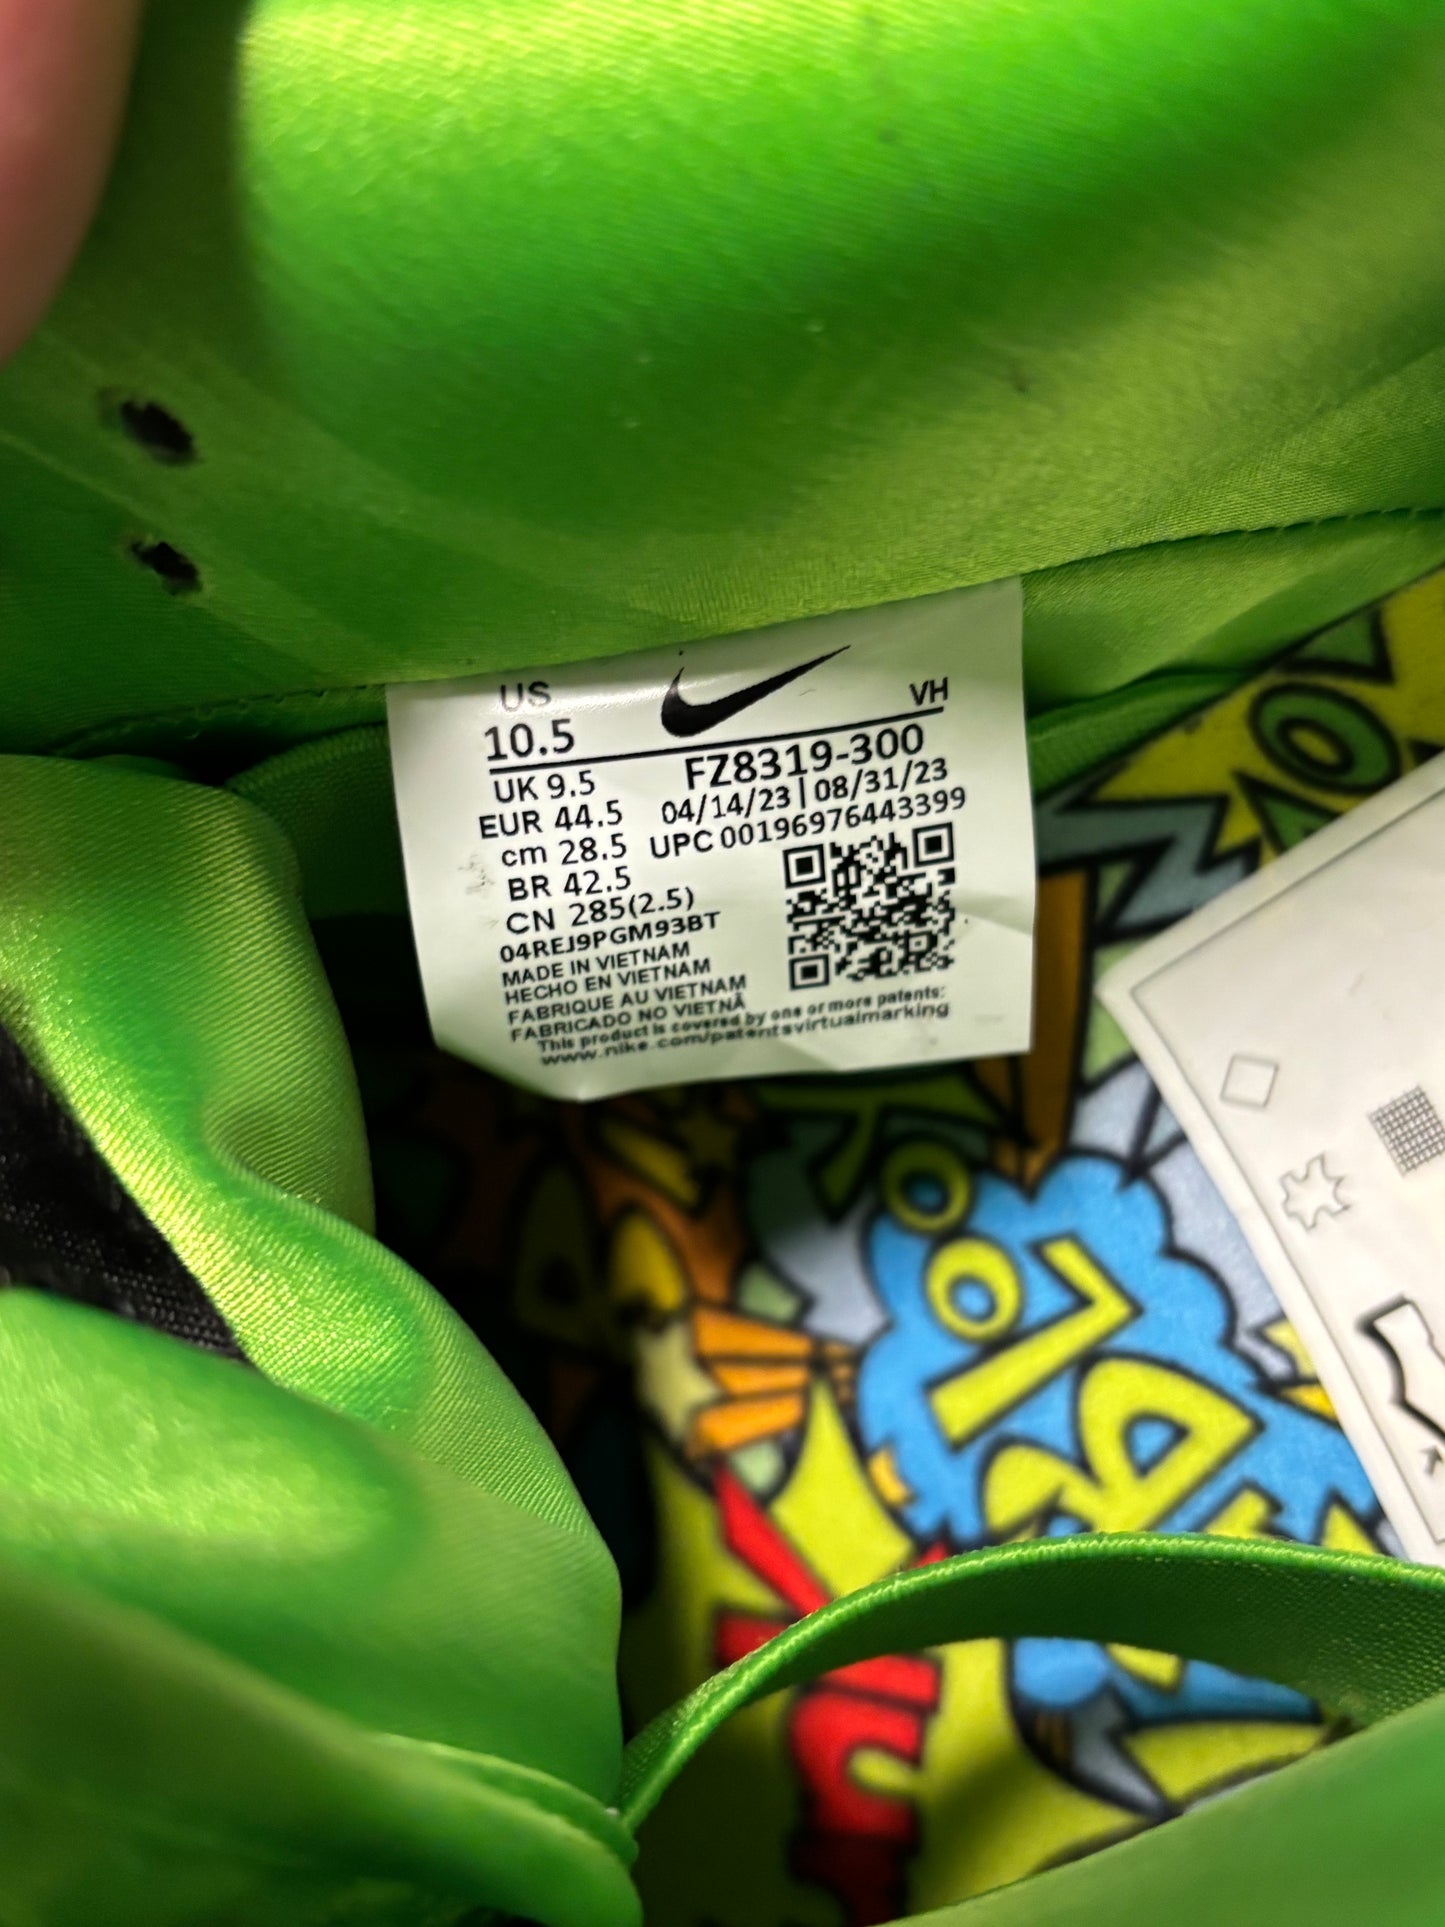 US
VH
10.5
FZ8319-300
UK 9.5
04/14/23|08/31/23
EUR 44.5
UPC 00196976443399
cm 28.5
BR 42.5
CN 285(2.5)
04REJ9PGM93BT
MADE IN VIETNAM
HECHO EN VIETNAM
FABRIQUE AU VIETNAM
FABRICADO NO VIETNÃ
This product is covered by one or more patents:
www.nike.com/patentsvirtualmarking